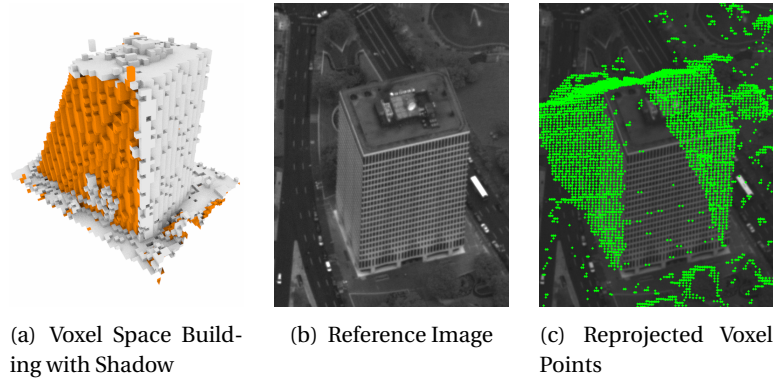 (a) Voxel Space Build-
ing with Shadow
(b) Reference Image
(c) Reprojected Voxel
Points